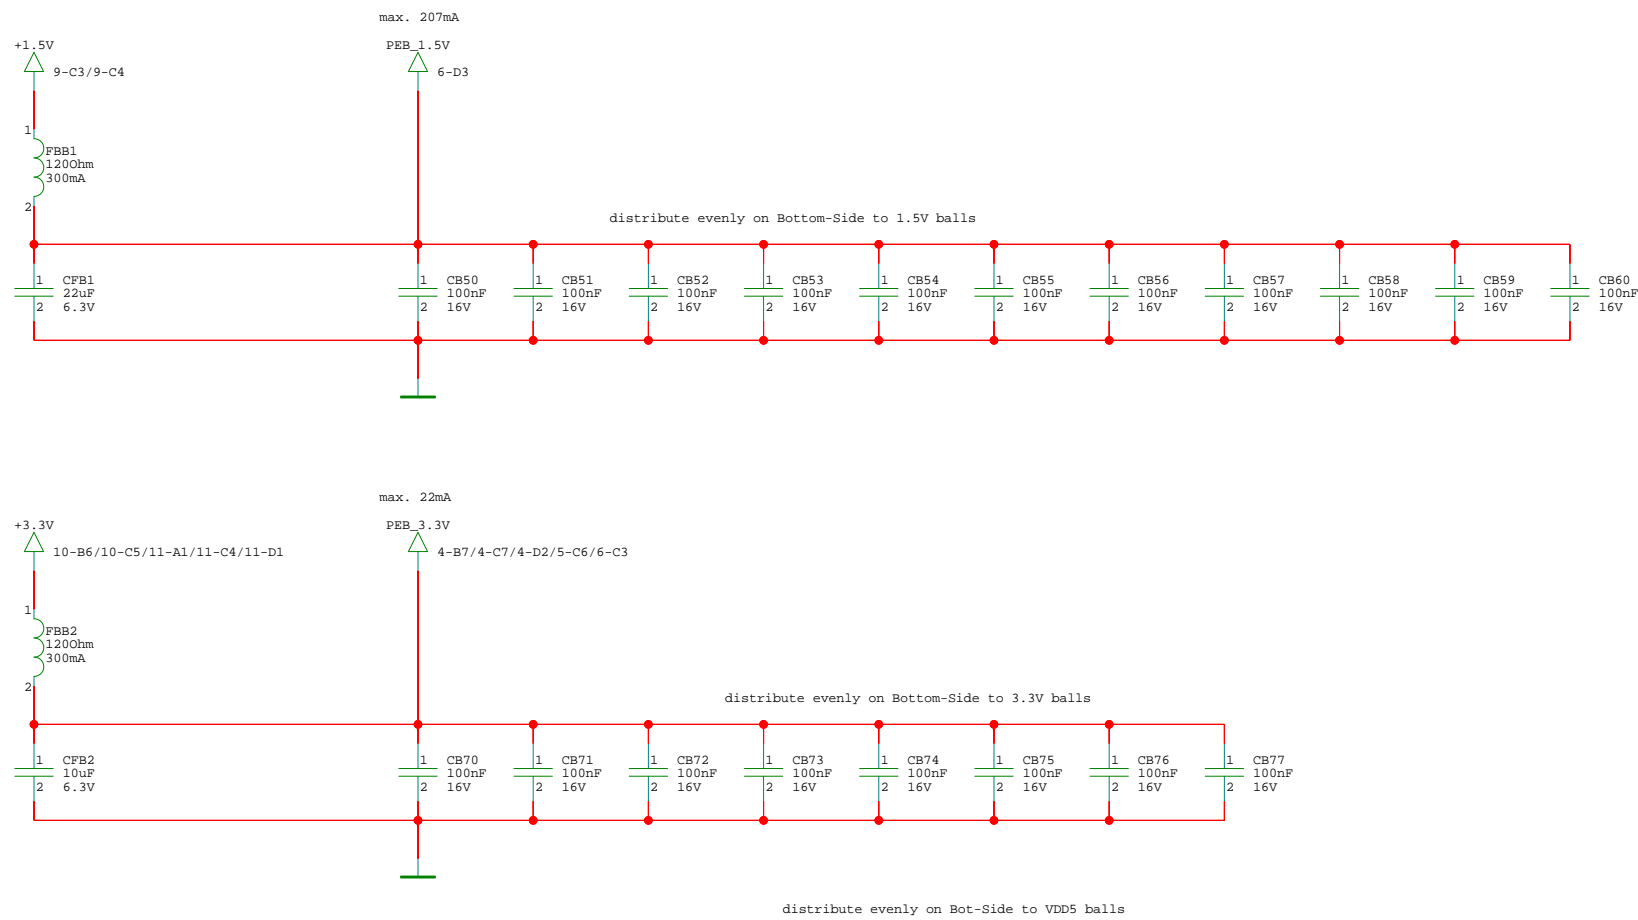 max. 207mA
+1.5V
PEB_1.5V
9-C3/9-C4
6-D3
1
FBB1
120Ohm
300mA
2
distribute evenly on Bottom-Side to 1.5V balls
1 CFB1 1 CB50 1 CB51 1 CB52 1 CB53 1 CB54 1 CB55 1 CB56 1 CB57 1 CB58 1 CB59 1 CB60
22uF 100nF 100nF 100nF 100nF 100nF 100nF 100nF 100nF 100nF 100nF 100nF
2 6.3V 2 16V 2 16V 2 16V 2 16V 2 16V 2 16V 2 16V 2 16V 2 16V 2 16V 2 16V
max. 22mA
+3.3V
PEB_3.3V
10-B6/10-C5/11-A1/11-C4/11-D1
4-B7/4-C7/4-D2/5-C6/6-C3
1
FBB2
120Ohm
300mA
2
distribute evenly on Bottom-Side to 3.3V balls
1 CFB2 1 CB70 1 CB71 1 CB72 1 CB73 1 CB74 1 CB75 1 CB76 1 CB77
10uF 100nF 100nF 100nF 100nF 100nF 100nF 100nF 100nF
2 6.3V 2 16V 2 16V 2 16V 2 16V 2 16V 2 16V 2 16V 2 16V
distribute evenly on Bot-Side to VDD5 balls